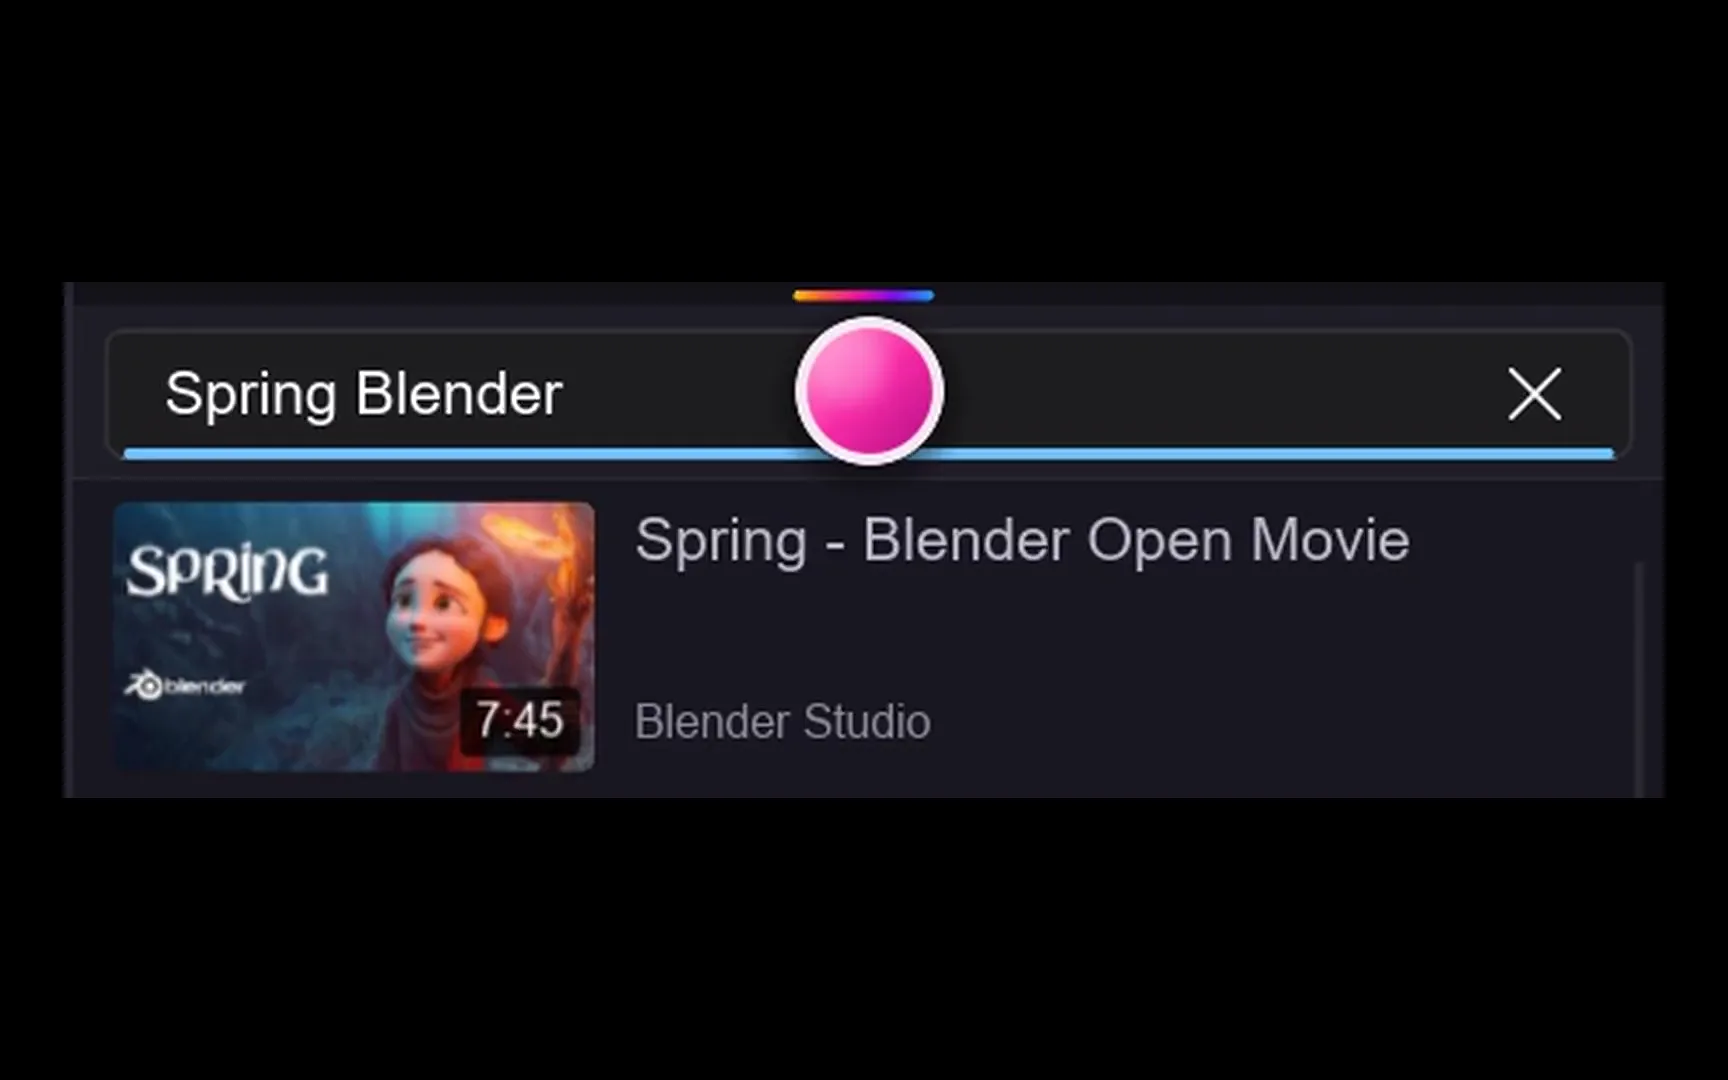 Spring Blender
Spring - Blender Open Movie
SPRING
blender
7:45
Blender Studio